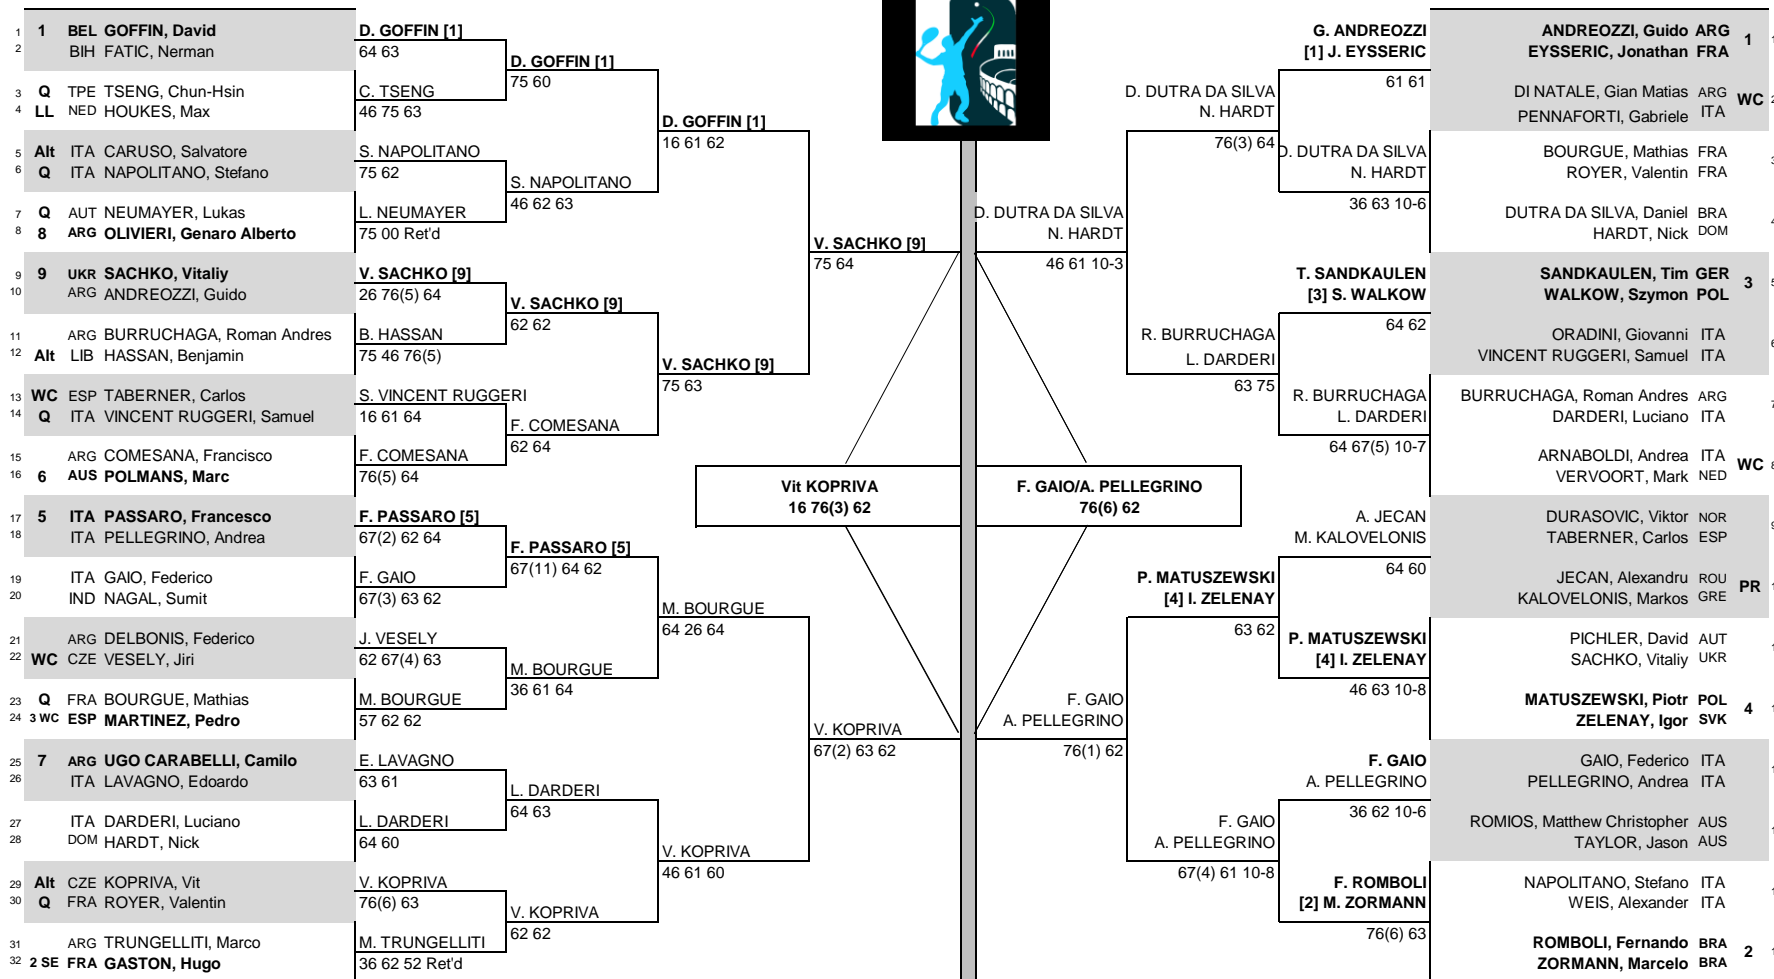 1 1 BEL GOFFIN, David
2 BIH FATIC, Nerman
3 Q TPE TSENG, Chun-Hsin
4 LL NED HOUKES, Max
5 Alt ITA CARUSO, Salvatore
6 Q ITA NAPOLITANO, Stefano
7 Q AUT NEUMAYER, Lukas
8 8 ARG OLIVIERI, Genaro Alberto
9 9 UKR SACHKO, Vitaliy
10 ARG ANDREOZZI, Guido
11 ARG BURRUCHAGA, Roman Andres
12 Alt LIB HASSAN, Benjamin
13 WC ESP TABERNER, Carlos
14 Q ITA VINCENT RUGGERI, Samuel
15 ARG COMESANA, Francisco
16 6 AUS POLMANS, Marc
17 5 ITA PASSARO, Francesco
18 ITA PELLEGRINO, Andrea
19 ITA GAIO, Federico
20 IND NAGAL, Sumit
21 ARG DELBONIS, Federico
22 WC CZE VESELY, Jiri
23 Q FRA BOURGUE, Mathias
24 3 WC ESP MARTINEZ, Pedro
25 7 ARG UGO CARABELLI, Camilo
26 ITA LAVAGNO, Edoardo
27 ITA DARDERI, Luciano
28 DOM HARDT, Nick
29 Alt CZE KOPRIVA, Vit
30 Q FRA ROYER, Valentin
31 ARG TRUNGELLITI, Marco
32 2 SE FRA GASTON, Hugo
D. GOFFIN [1]
64 63
C. TSENG
46 75 63
S. NAPOLITANO
75 62
L. NEUMAYER
75 00 Ret'd
V. SACHKO [9]
26 76(5) 64
B. HASSAN
75 46 76(5)
S. VINCENT RUGGERI
16 61 64
F. COMESANA
76(5) 64
F. PASSARO [5]
67(2) 62 64
F. GAIO
67(3) 63 62
J. VESELY
62 67(4) 63
M. BOURGUE
57 62 62
E. LAVAGNO
63 61
L. DARDERI
64 60
V. KOPRIVA
76(6) 63
M. TRUNGELLITI
36 62 52 Ret'd
D. GOFFIN [1]
75 60
S. NAPOLITANO
46 62 63
V. SACHKO [9]
62 62
F. COMESANA
62 64
F. PASSARO [5]
67(11) 64 62
M. BOURGUE
36 61 64
L. DARDERI
64 63
V. KOPRIVA
62 62
D. GOFFIN [1]
16 61 62
V. SACHKO [9]
75 63
M. BOURGUE
64 26 64
V. KOPRIVA
46 61 60
V. SACHKO [9]
75 64
V. KOPRIVA
67(2) 63 62
Vit KOPRIVA
16 76(3) 62
F. GAIO/A. PELLEGRINO
76(6) 62
D. DUTRA DA SILVA
N. HARDT
46 61 10-3
F. GAIO
A. PELLEGRINO
76(1) 62
D. DUTRA DA SILVA
N. HARDT
76(3) 64
R. BURRUCHAGA
L. DARDERI
63 75
P. MATUSZEWSKI
[4] I. ZELENAY
63 62
F. GAIO
A. PELLEGRINO
67(4) 61 10-8
G. ANDREOZZI
[1] J. EYSSERIC
61 61
D. DUTRA DA SILVA
N. HARDT
36 63 10-6
T. SANDKAULEN
[3] S. WALKOW
64 62
R. BURRUCHAGA
L. DARDERI
64 67(5) 10-7
A. JECAN
M. KALOVELONIS
64 60
P. MATUSZEWSKI
[4] I. ZELENAY
46 63 10-8
F. GAIO
A. PELLEGRINO
36 62 10-6
F. ROMBOLI
[2] M. ZORMANN
76(6) 63
ANDREOZZI, Guido ARG 1
EYSSERIC, Jonathan FRA
DI NATALE, Gian Matias ARG WC
PENNAFORTI, Gabriele ITA
BOURGUE, Mathias FRA
ROYER, Valentin FRA
DUTRA DA SILVA, Daniel BRA
HARDT, Nick DOM
SANDKAULEN, Tim GER 3
WALKOW, Szymon POL
ORADINI, Giovanni ITA
VINCENT RUGGERI, Samuel ITA
BURRUCHAGA, Roman Andres ARG
DARDERI, Luciano ITA
ARNABOLDI, Andrea ITA WC
VERVOORT, Mark NED
DURASOVIC, Viktor NOR
TABERNER, Carlos ESP
JECAN, Alexandru ROU PR
KALOVELONIS, Markos GRE
PICHLER, David AUT
SACHKO, Vitaliy UKR
MATUSZEWSKI, Piotr POL 4
ZELENAY, Igor SVK
GAIO, Federico ITA
PELLEGRINO, Andrea ITA
ROMIOS, Matthew Christopher AUS
TAYLOR, Jason AUS
NAPOLITANO, Stefano ITA
WEIS, Alexander ITA
ROMBOLI, Fernando BRA 2
ZORMANN, Marcelo BRA